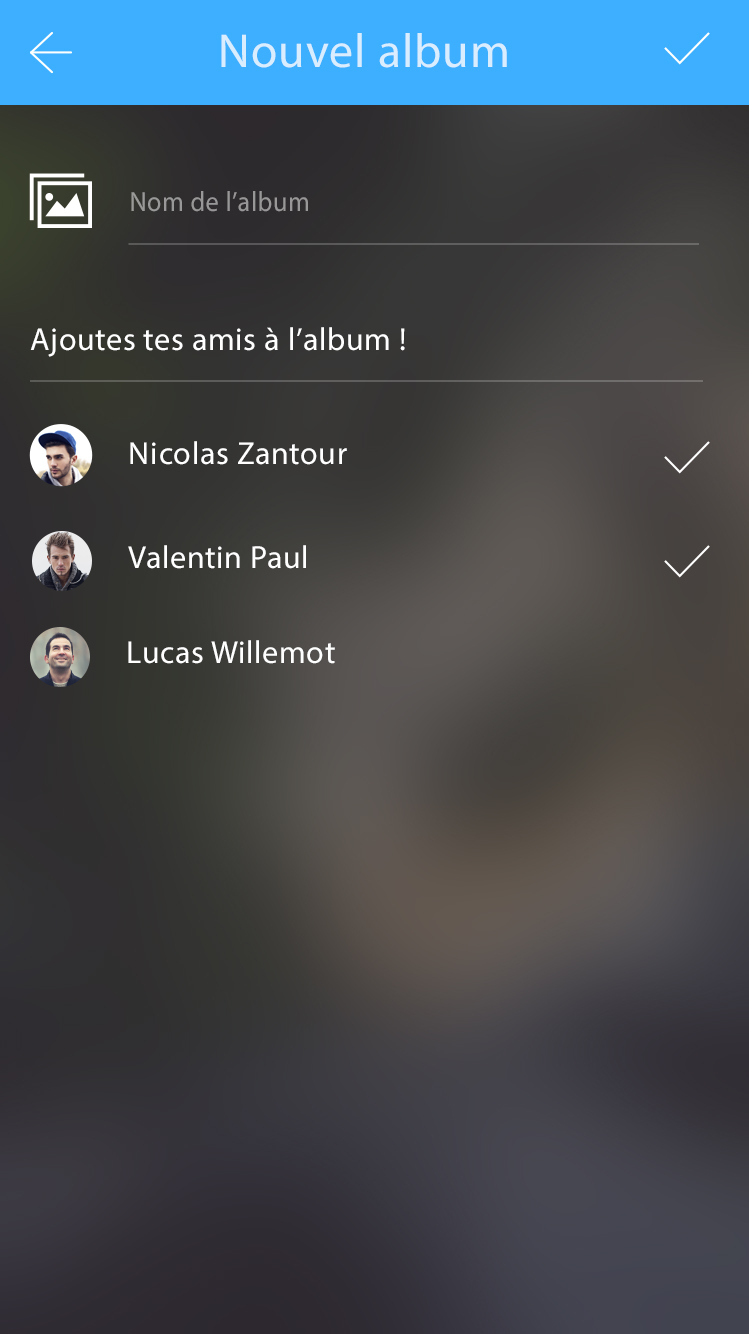 Nouvel album
Nom de l’album
Ajoutes tes amis à l’album !
Nicolas Zantour
Valentin Paul
Lucas Willemot